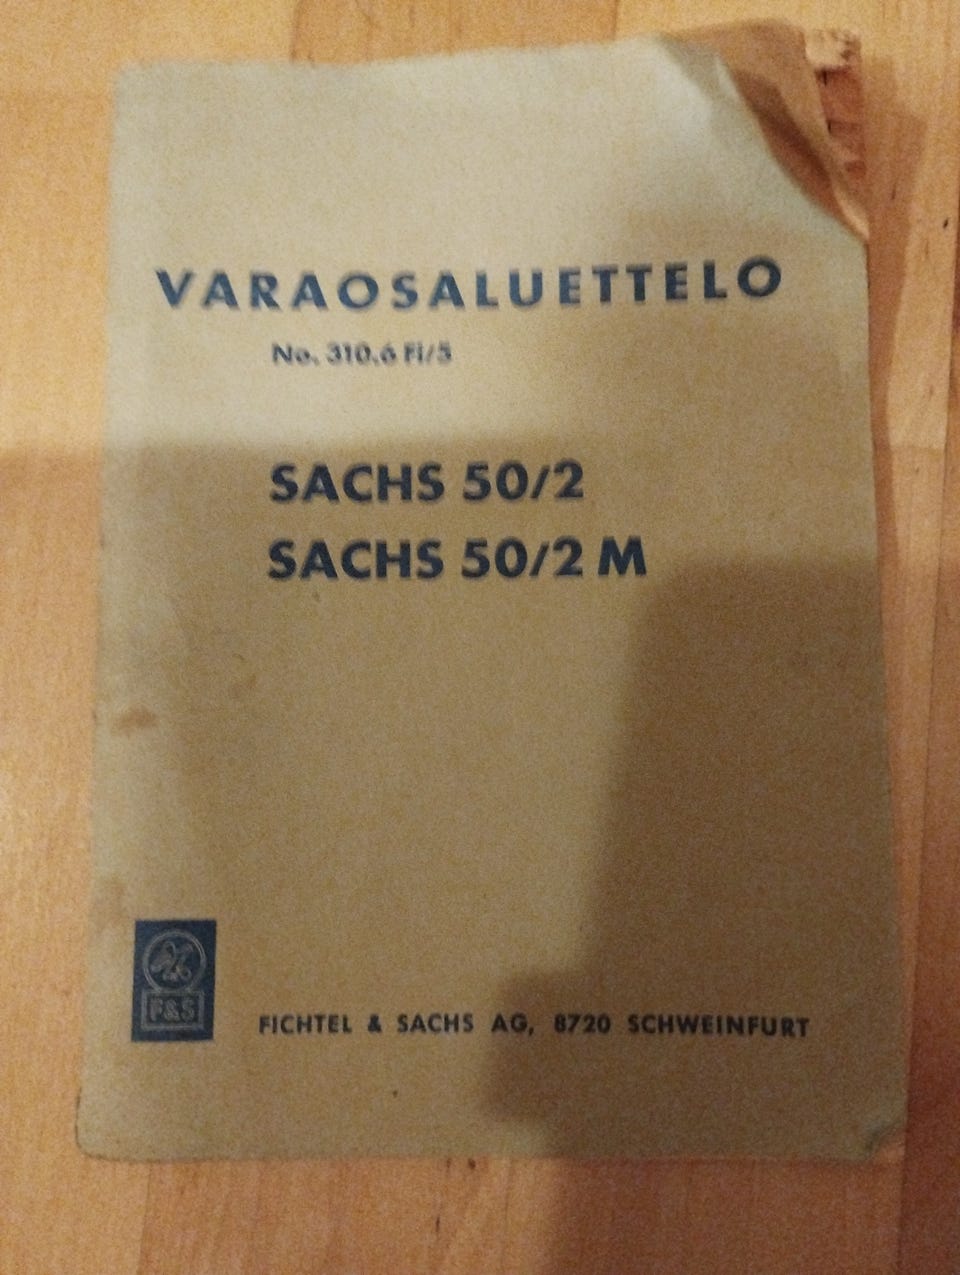 VARAOSALUETTELO
No. 310.6 Fi/5
SACHS 50/2
SACHS 50/2 M
F&S
FICHTEL & SACHS AG, 8720 SCHWEINFURT